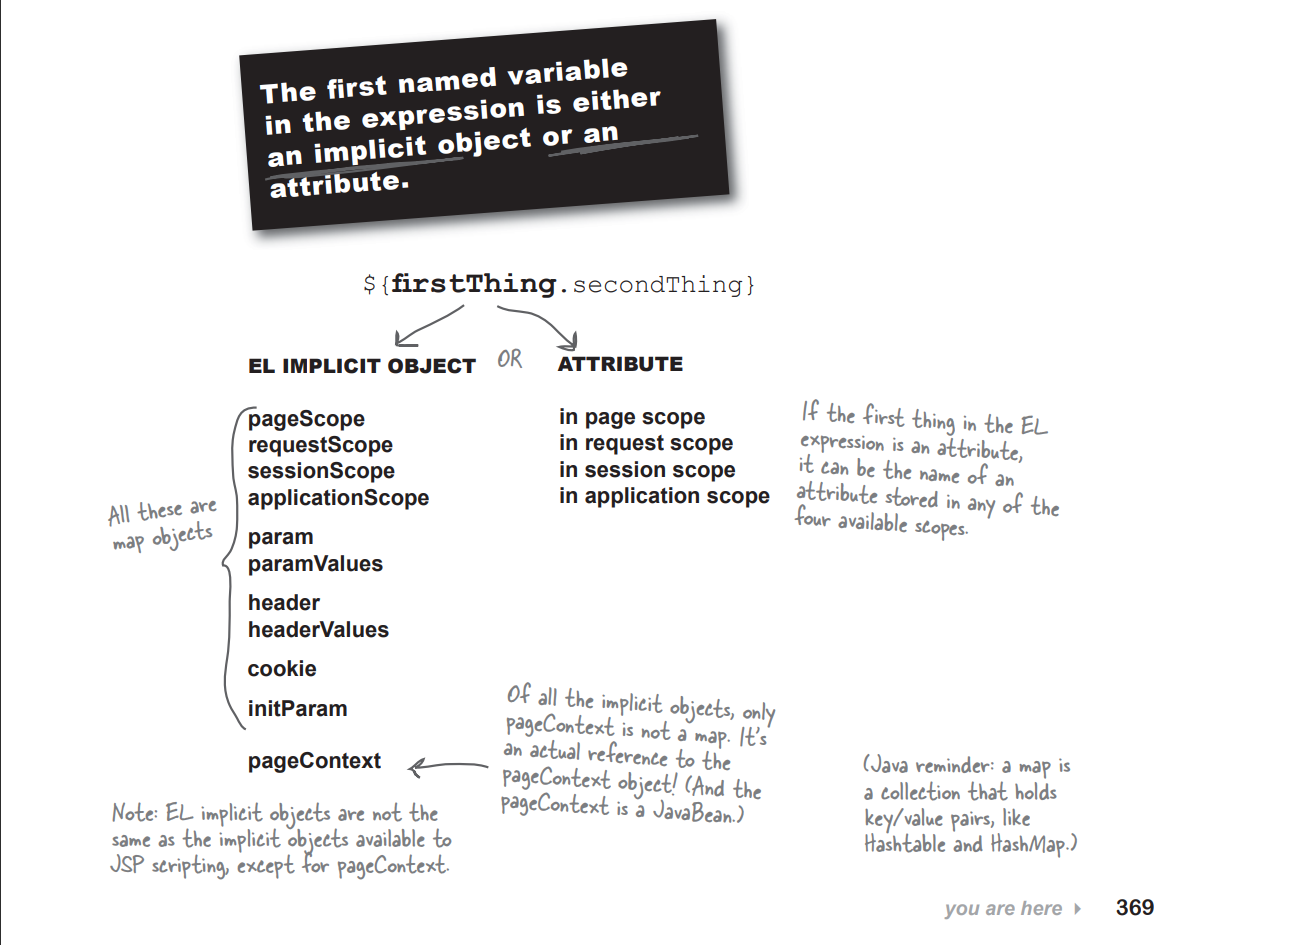 The first named variable
in the expression is either
an implicit object or an
attribute.
${firstThing.secondThing}
EL IMPLICIT OBJECT OR ATTRIBUTE
pageScope
requestScope
sessionScope
applicationScope
param
paramValues
header
headerValues
cookie
initParam
pageContext
All these are
map objects
in page scope
in request scope
in session scope
in application scope
If the first thing in the EL
expression is an attribute,
it can be the name of an
attribute stored in any of the
four available scopes.
Of all the implicit objects, only
pageContext is not a map. It's
an actual reference to the
pageContext object! (And the
pageContext is a JavaBean.)
Note: EL implicit objects are not the
same as the implicit objects available to
JSP scripting, except for pageContext.
(Java reminder: a map is
a collection that holds
key/value pairs, like
Hashtable and HashMap.)
you are here 369